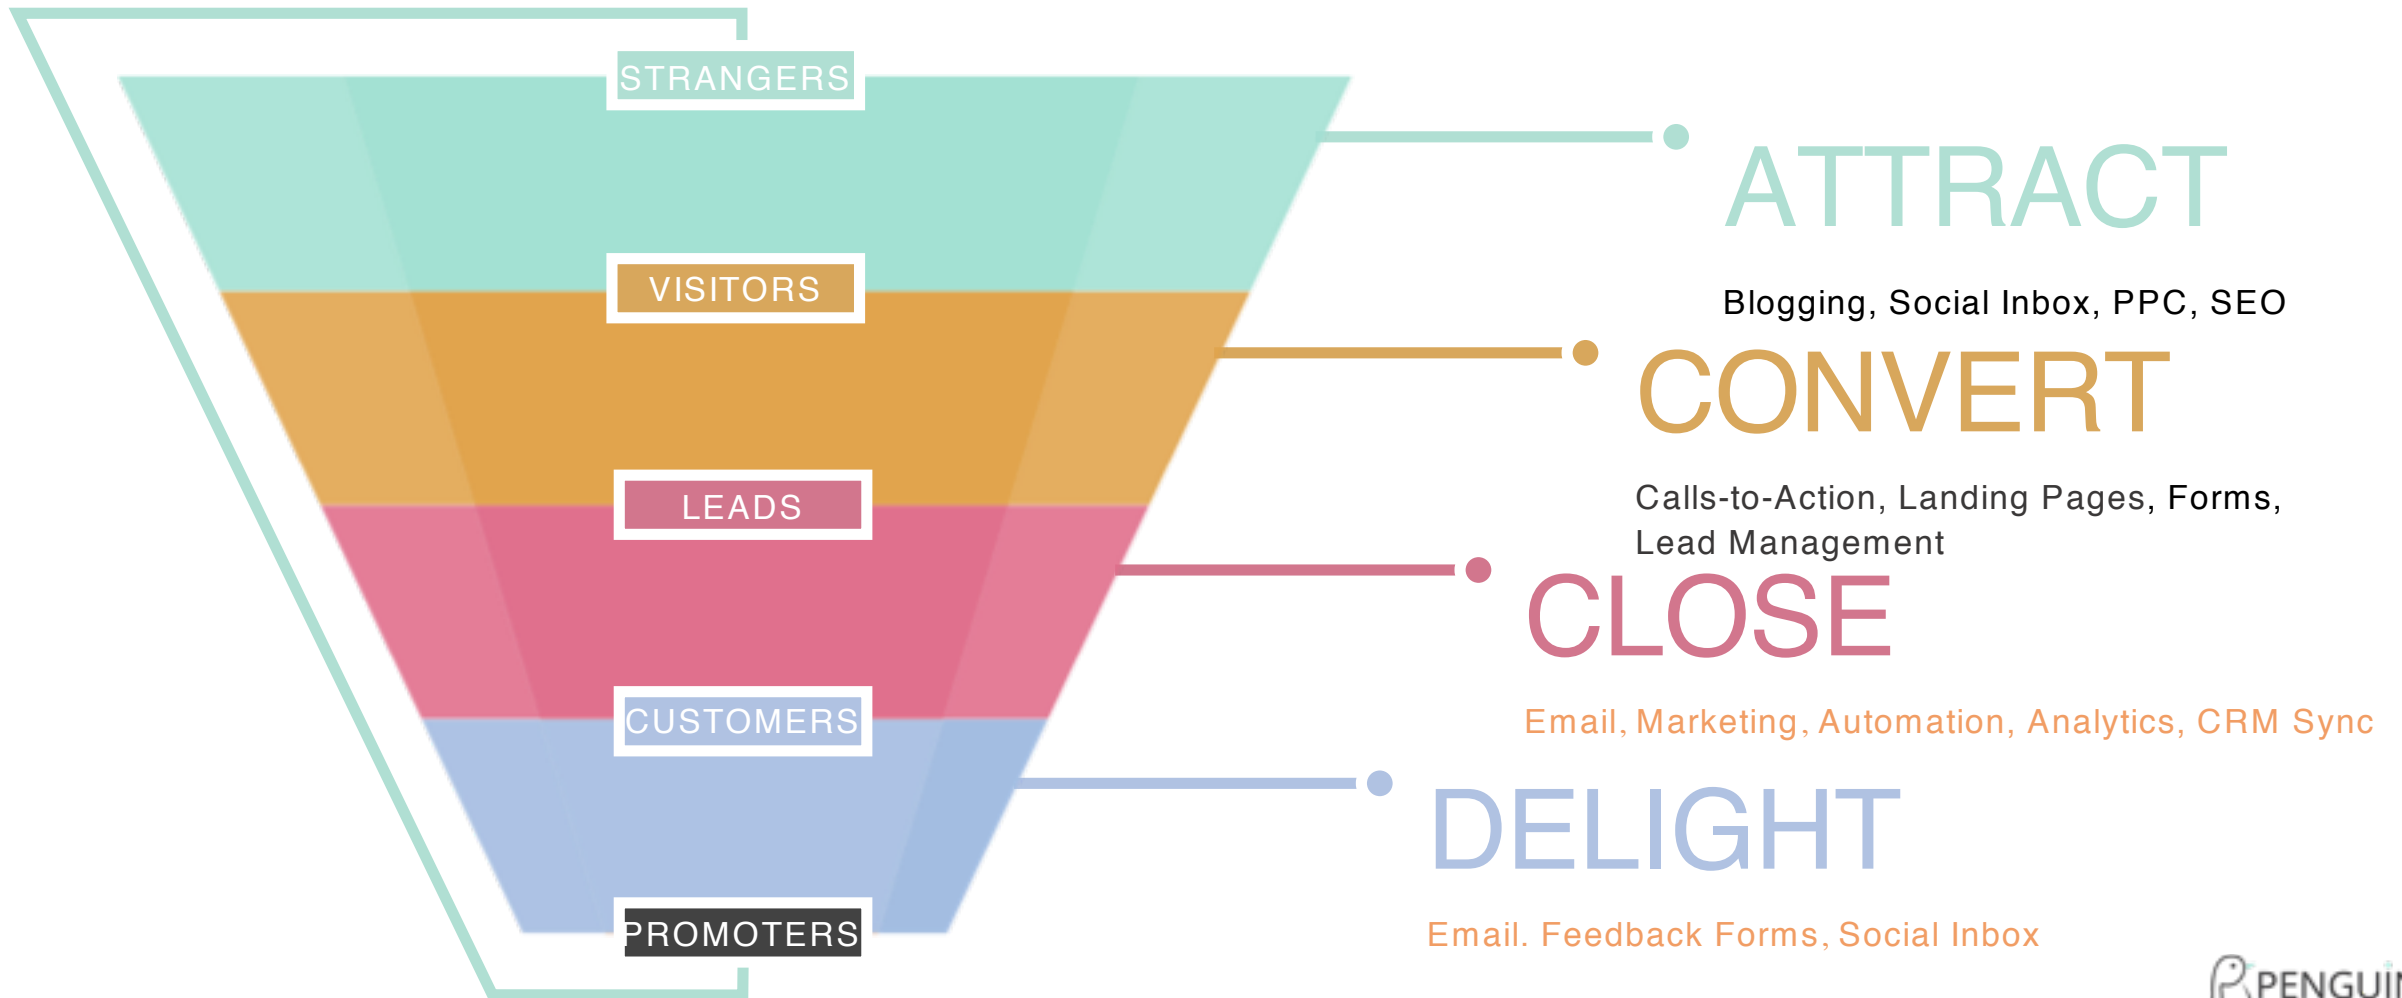 STRANGERS
ATTRACT
VISITORS
Blogging, Social Inbox, PPC, SEO
CONVERT
LEADS
Calls-to-Action, Landing Pages, Forms,
Lead Management
CLOSE
CUSTOMERS
Email, Marketing, Automation, Analytics, CRM Sync
DELIGHT
PROMOTERS
Email. Feedback Forms, Social Inbox